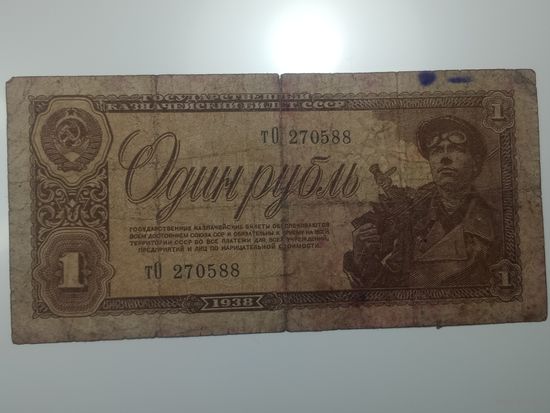 ГОСУДАРСТВЕННЫЙ
КАЗНАЧЕЙСКИЙ БИЛЕТ СССР
1
тО 270588
Один рубль
ГОСУДАРСТВЕННЫЕ КАЗНАЧЕЙСКИЕ БИЛЕТЫ ОБЕСПЕЧИВАЮТСЯ
ВСЕМ ДОСТОЯНИЕМ СОЮЗА ССР И ОБЯЗАТЕЛЬНЫ К ПРИЕМУ НА ВСЕЙ
ТЕРРИТОРИИ СССР ВО ВСЕ ПЛАТЕЖИ ДЛЯ ВСЕХ УЧРЕЖДЕНИЙ,
ПРЕДПРИЯТИЙ И ЛИЦ ПО НАРИЦАТЕЛЬНОЙ СТОИМОСТИ.
1
тО 270588
1
1938